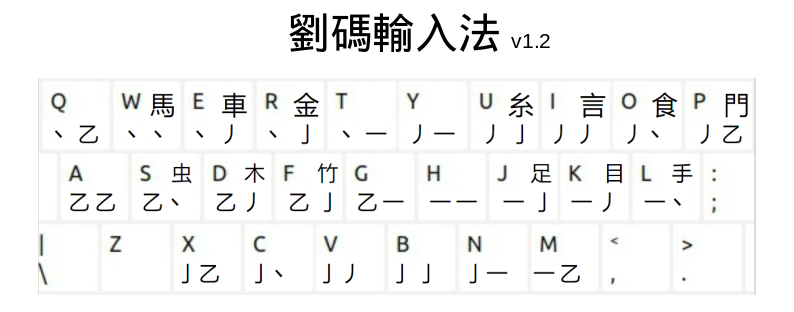 劉碼輸入法 v1.2
Q W 馬 E 車 R 金 T Y U 糸 I 言 O 食 P 門
丶乙 丶丶 丶丿 丶亅 丶一 丿一 丿亅 丿丿 丿丶 丿乙
A S 虫 D 木 F 竹 G H J 足 K 目 L 手 :
乙乙 乙丶 乙丿 乙亅 乙一 一一 一亅 一丿 一丶 ;
| Z X C V B N M < >
\ 亅乙 亅丶 亅丿 亅亅 亅一 一乙 , .